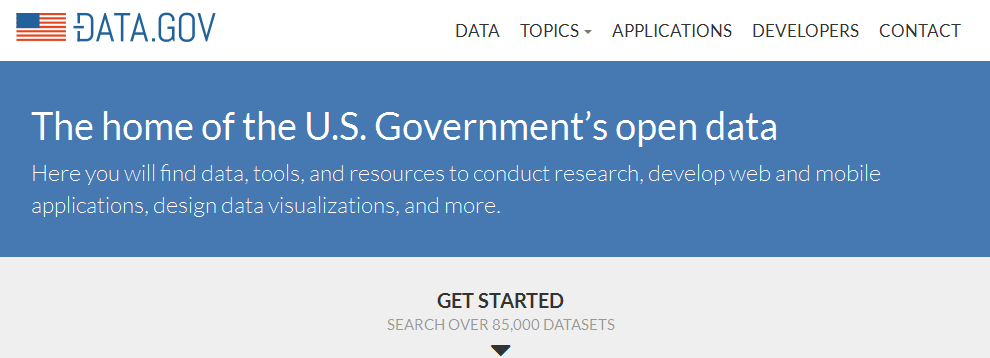 DATA.GOV
DATA TOPICS APPLICATIONS DEVELOPERS CONTACT
The home of the U.S. Government’s open data
Here you will find data, tools, and resources to conduct research, develop web and mobile
applications, design data visualizations, and more.
GET STARTED
SEARCH OVER 85,000 DATASETS